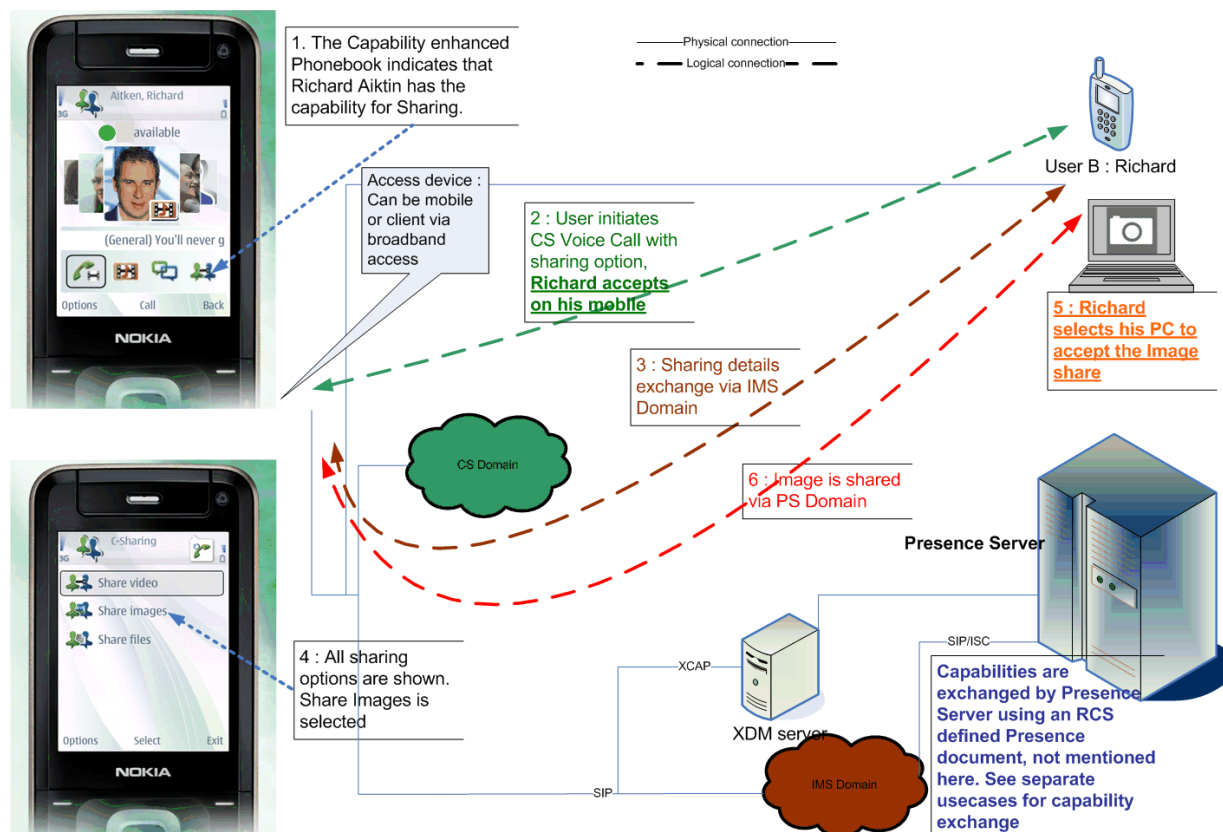 1. The Capability enhanced
Phonebook indicates that
Richard Aiktin has the
capability for Sharing.
Physical connection
Logical connection
3G
Aitken, Richard
available
(General) You'll never g
Options Call Back
NOKIA
Access device :
Can be mobile
or client via
broadband
access
2 : User initiates
CS Voice Call with
sharing option,
Richard accepts
on his mobile
User B : Richard
5 : Richard
selects his PC to
accept the Image
share
3 : Sharing details
exchange via IMS
Domain
CS Domain
6 : Image is shared
via PS Domain
3G
C-Sharing
Share video
Share images
Share files
Options Select Exit
NOKIA
4 : All sharing
options are shown.
Share Images is
selected
Presence Server
XCAP
SIP/ISC
XDM server
SIP
IMS Domain
Capabilities are
exchanged by Presence
Server using an RCS
defined Presence
document, not mentioned
here. See separate
usecases for capability
exchange